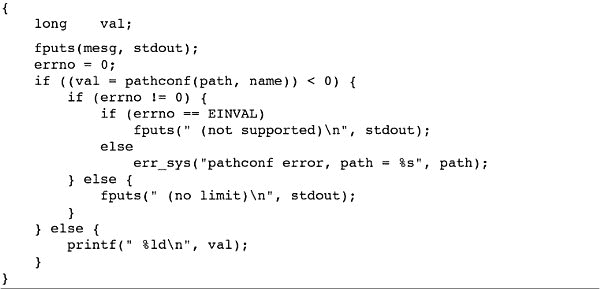 {
    long    val;
    fputs(mesg, stdout);
    errno = 0;
    if ((val = pathconf(path, name)) < 0) {
        if (errno != 0) {
            if (errno == EINVAL)
                fputs(" (not supported)\n", stdout);
            else
                err_sys("pathconf error, path = %s", path);
        } else {
            fputs(" (no limit)\n", stdout);
        }
    } else {
        printf(" %ld\n", val);
    }
}